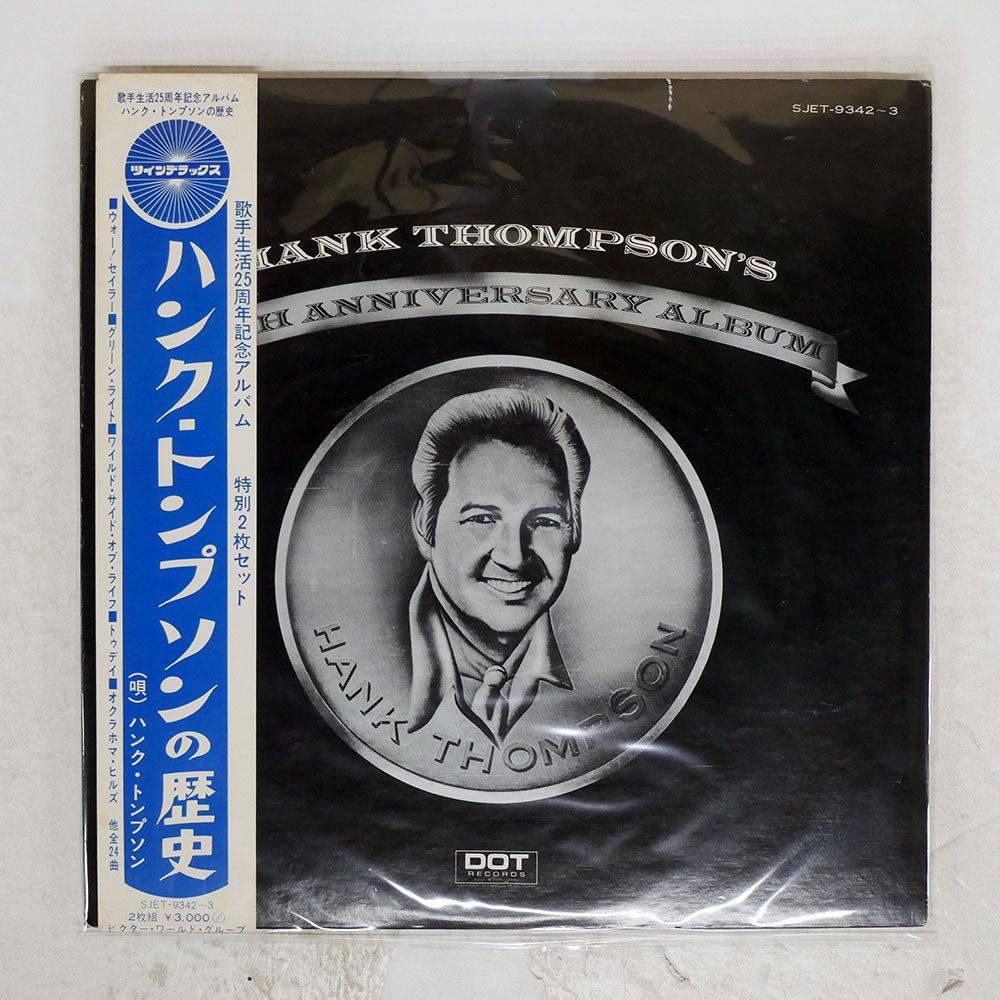 歌手生活25周年記念アルバム
ハンク・トンプソンの歴史
ツインデラックス
ハンク・トンプソンの歴史
(唄) ハンク・トンプソン
歌手生活25周年記念アルバム 特別2枚セット
■ウォー!セイラー■グリーン・ライト■ワイルド・サイド・オブ・ライフ■トゥデイ■オクラホマ・ヒルズ 他全24曲
SJET-9342~3
2枚組 ¥3,000
ビクター・ワールド・グループ
SJET-9342~3
HANK THOMPSON'S
H ANNIVERSARY ALBUM
HANK THOMPSON
DOT
RECORDS